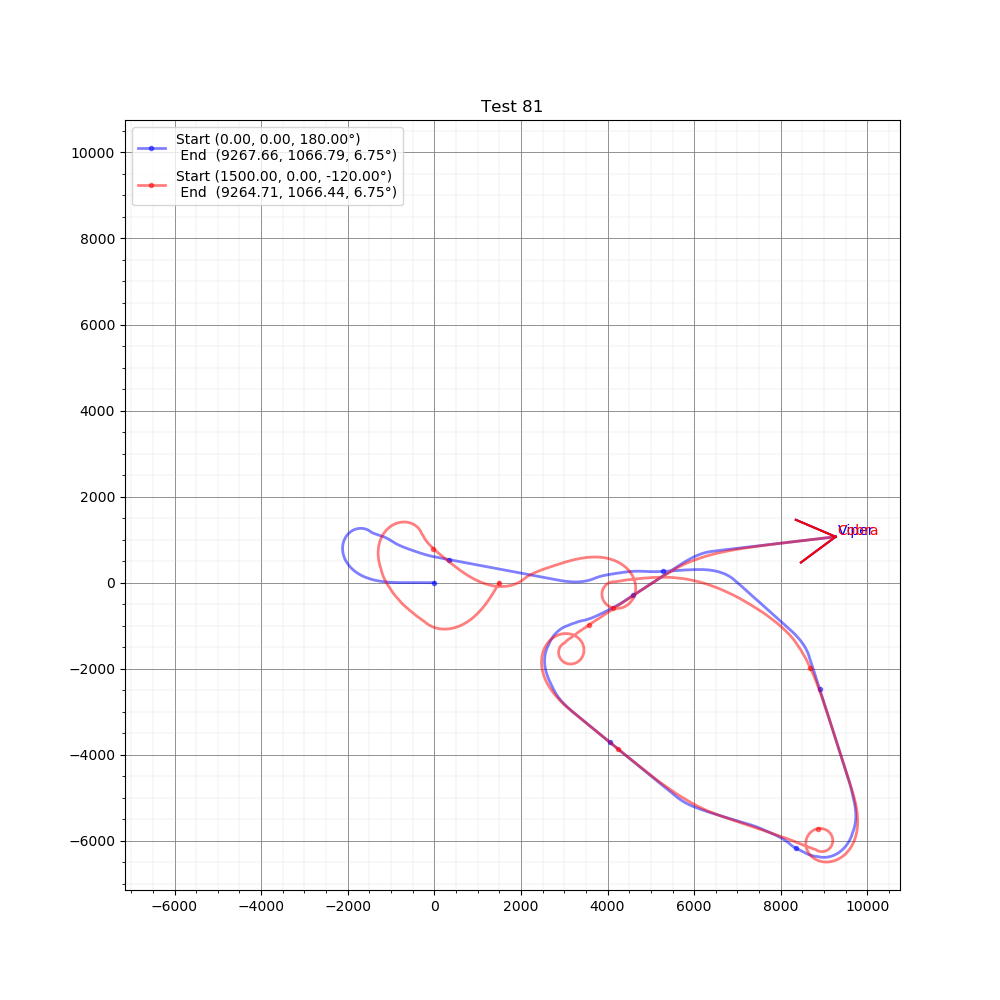 Test 81
Start (0.00, 0.00, 180.00°)
End (9267.66, 1066.79, 6.75°)
Start (1500.00, 0.00, -120.00°)
End (9264.71, 1066.44, 6.75°)
10000
8000
6000
4000
2000
0
−2000
−4000
−6000
Viper
−6000 −4000 −2000 0 2000 4000 6000 8000 10000